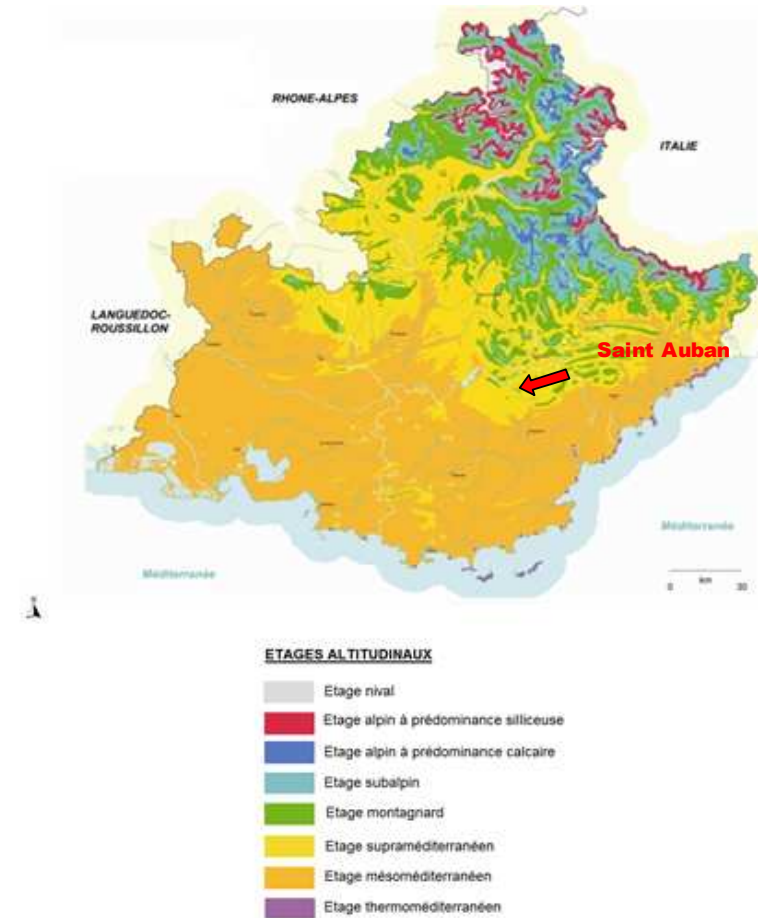 RHONE-ALPES
ITALIE
LANGUEDOC-
ROUSSILLON
Saint Auban
Méditerranée
Méditerranée
km
0 30
ETAGES ALTITUDINAUX
Etage nival
Etage alpin à prédominance silliceuse
Etage alpin à prédominance calcaire
Etage subalpin
Etage montagnard
Etage supraméditerranéen
Etage mésoméditerranéen
Etage thermoméditerranéen